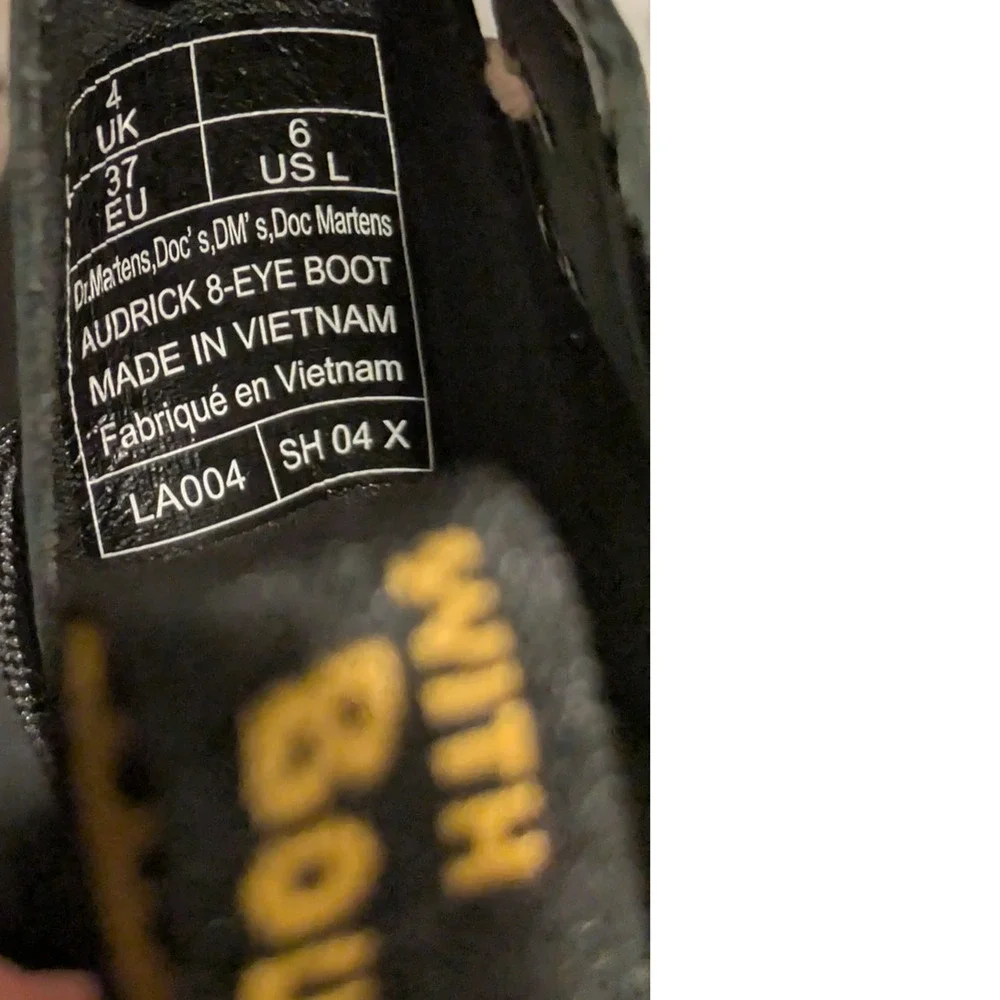 4
UK
37
EU
6
US L
Dr.Martens,Doc's,DM's,Doc Martens
AUDRICK 8-EYE BOOT
MADE IN VIETNAM
Fabriqué en Vietnam
LA004
SH 04 X
WITH